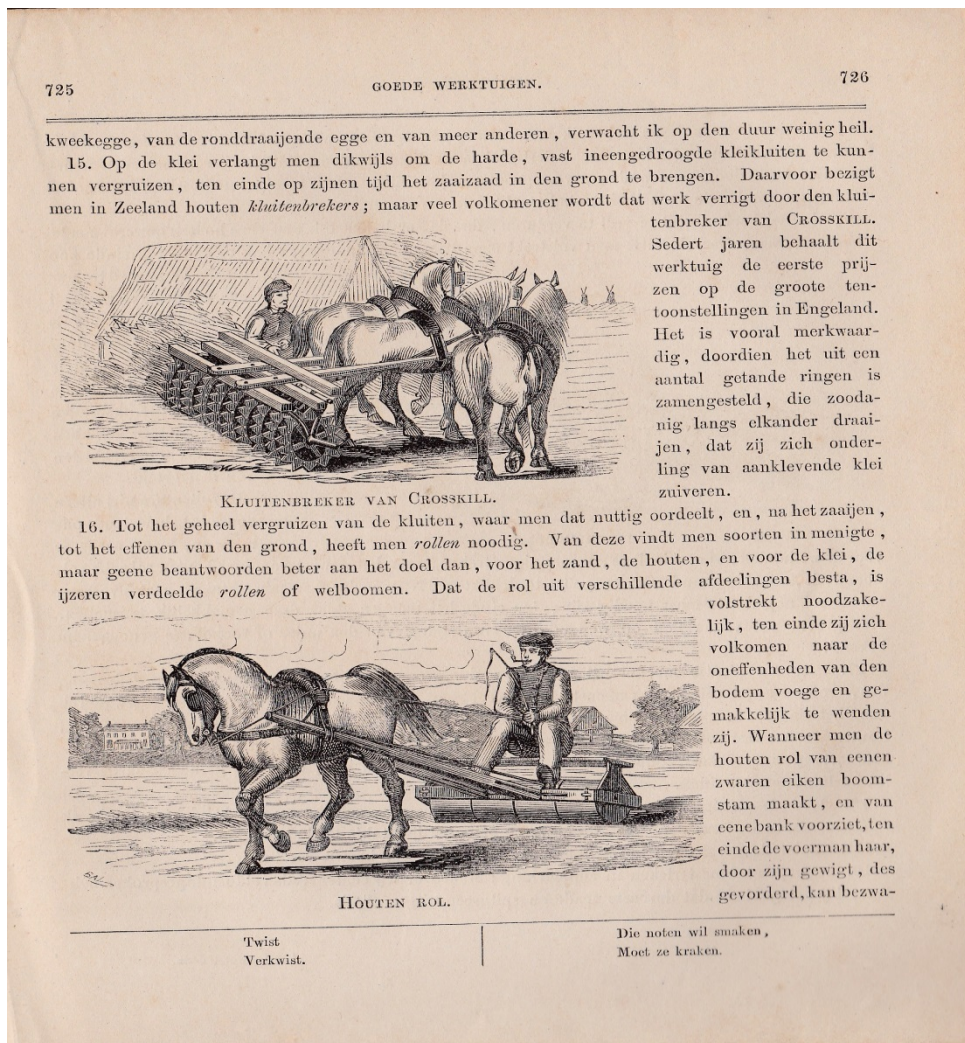 725
GOEDE WERKTUIGEN.
726
kweekegge, van de ronddraaijende egge en van meer anderen, verwacht ik op den duur weinig heil.
15. Op de klei verlangt men dikwijls om de harde, vast ineengedroogde kleikluiten te kun-
nen vergruizen, ten einde op zijnen tijd het zaaizaad in den grond te brengen. Daarvoor bezigt
men in Zeeland houten kluitenbrekers; maar veel volkomener wordt dat werk verrigt door den klui-
tenbreker van CROSSKILL.
Sedert jaren behaalt dit
werktuig de eerste prij-
zen op de groote ten-
toonstellingen in Engeland.
Het is vooral merkwaar-
dig, doordien het uit een
aantal getande ringen is
zamengesteld, die zooda-
nig langs elkander draai-
jen, dat zij zich onder-
ling van aanklevende klei
zuiveren.
KLUITENBREKER VAN CROSSKILL.
16. Tot het geheel vergruizen van de kluiten, waar men dat nuttig oordeelt, en, na het zaaijen,
tot het effenen van den grond, heeft men rollen noodig. Van deze vindt men soorten in menigte,
maar geene beantwoorden beter aan het doel dan, voor het zand, de houten, en voor de klei, de
ijzeren verdeelde rollen of welboomen. Dat de rol uit verschillende afdeelingen besta, is
volstrekt noodzake-
lijk, ten einde zij zich
volkomen naar de
oneffenheden van den
bodem voege en ge-
makkelijk te wenden
zij. Wanneer men de
houten rol van eenen
zwaren eiken boom-
stam maakt, en van
eene bank voorziet, ten
einde de voerman haar,
door zijn gewigt, des
gevorderd, kan bezwa-
HOUTEN ROL.
Twist
Verkwist.
Die noten wil smaken,
Moet ze kraken.